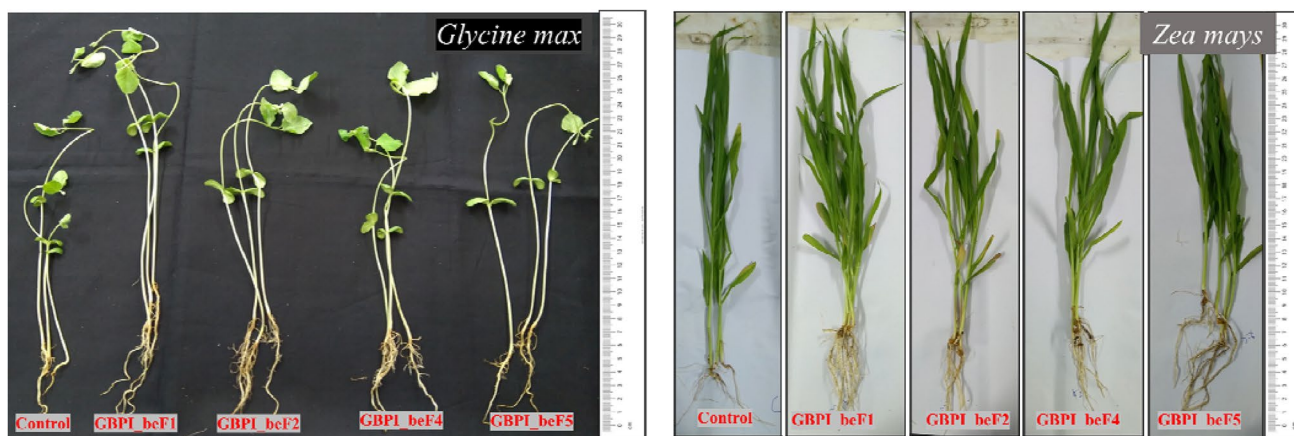 Glycine max
Control
GBPI_beF1
GBPI_beF2
GBPI_beF4
GBPI_beF5
Zea mays
Control
GBPI_beF1
GBPI_beF2
GBPI_beF4
GBPI_beF5